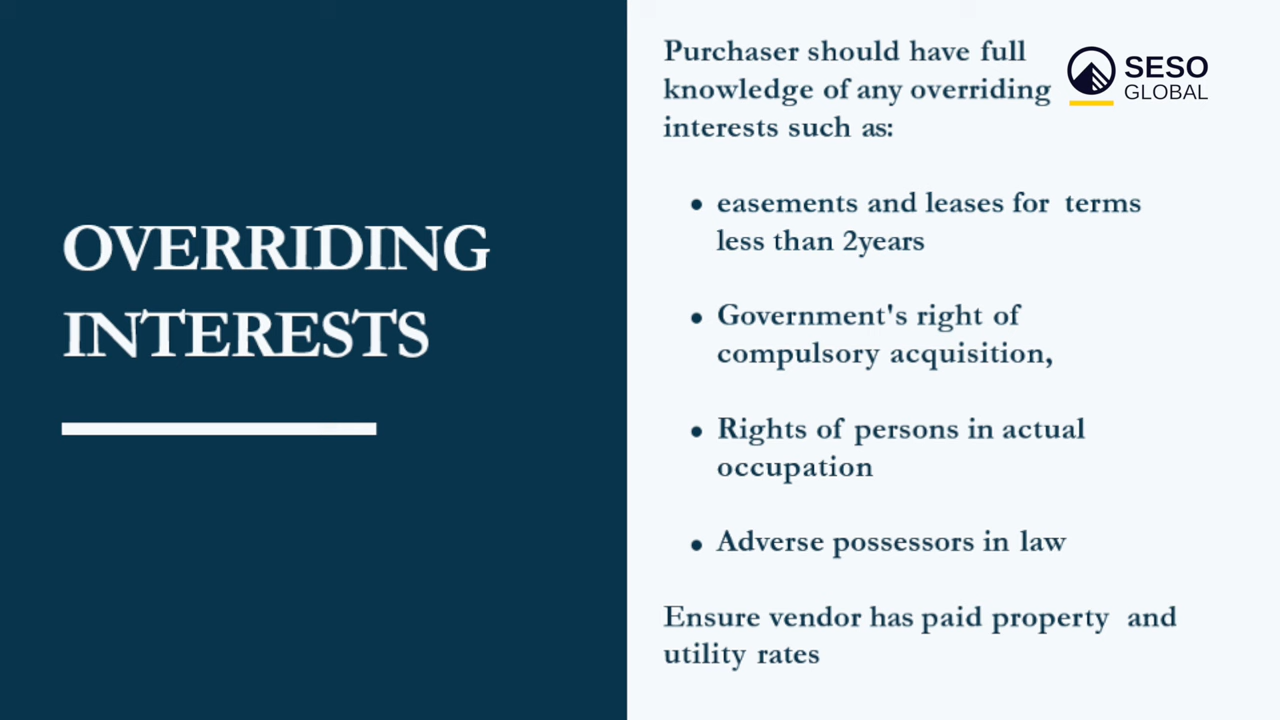 OVERRIDING
INTERESTS
Purchaser should have full
knowledge of any overriding
interests such as:
SESO
GLOBAL
• easements and leases for terms
less than 2years
• Government's right of
compulsory acquisition,
• Rights of persons in actual
occupation
• Adverse possessors in law
Ensure vendor has paid property and
utility rates